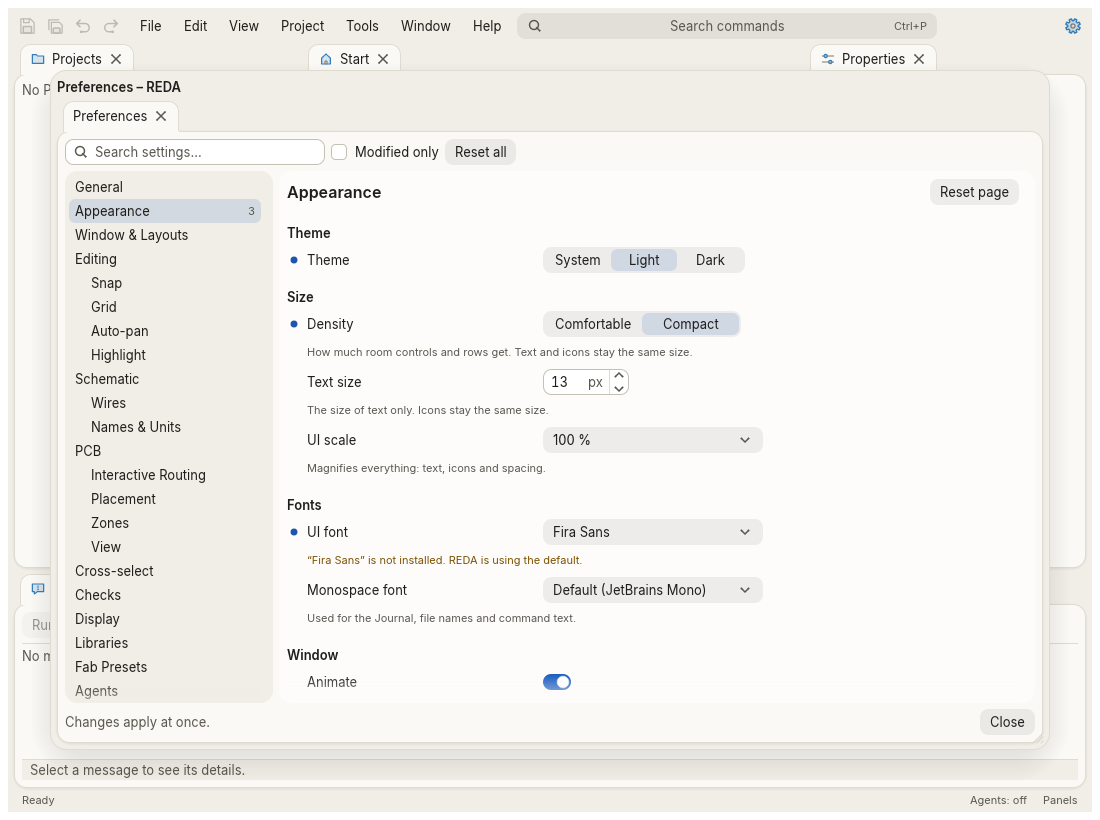 File Edit View Project Tools Window Help Search commands Ctrl+P
Projects Start Properties
No P
Preferences – REDA
Preferences
Search settings... Modified only Reset all
General
Appearance 3
Window & Layouts
Editing
Snap
Grid
Auto-pan
Highlight
Schematic
Wires
Names & Units
PCB
Interactive Routing
Placement
Zones
View
Cross-select
Checks
Display
Libraries
Fab Presets
Agents
Appearance Reset page
Theme
Theme System Light Dark
Size
Density Comfortable Compact
How much room controls and rows get. Text and icons stay the same size.
Text size 13 px
The size of text only. Icons stay the same size.
UI scale 100 %
Magnifies everything: text, icons and spacing.
Fonts
UI font Fira Sans
“Fira Sans” is not installed. REDA is using the default.
Monospace font Default (JetBrains Mono)
Used for the Journal, file names and command text.
Window
Animate
Changes apply at once. Close
Ru
No m
Select a message to see its details.
Ready Agents: off Panels